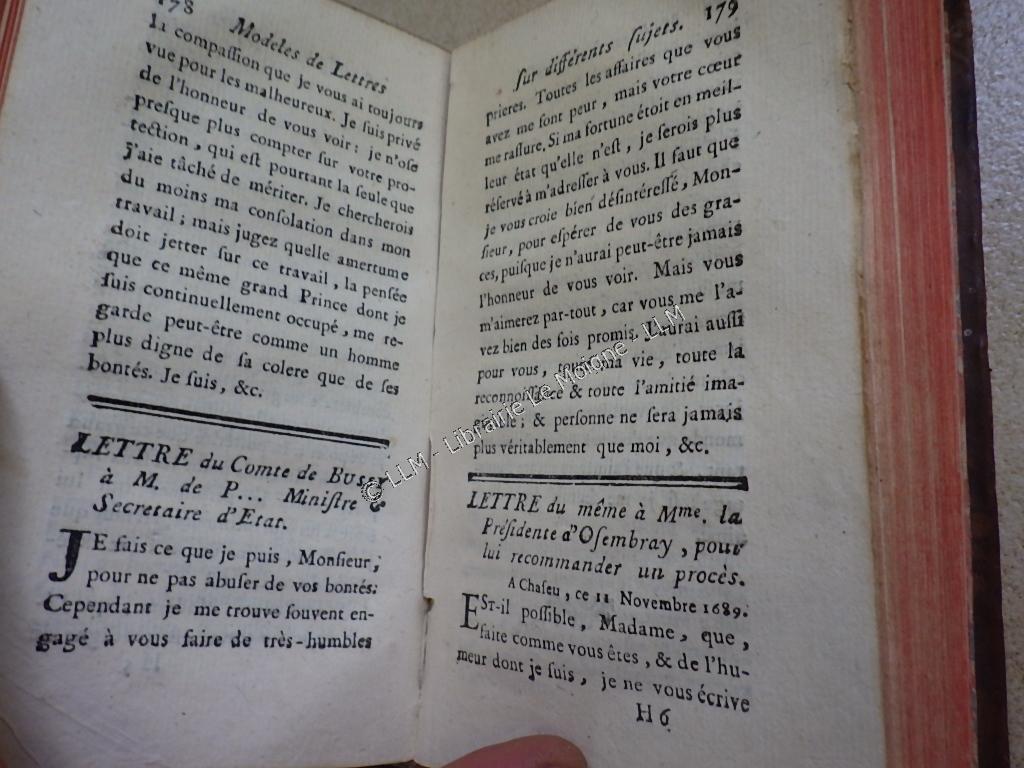 178 Modeles de Lettres
la compaſſion que je vous ai toujours
vue pour les malheureux. Je ſuis privé
de l'honneur de vous voir : je n'oſe
preſque plus compter ſur votre pro-
tection, qui eſt pourtant la ſeule que
j'aie tâché de mériter. Je chercherois
du moins ma conſolation dans mon
travail ; mais jugez quelle amertume
doit jetter ſur ce travail, la penſée
que ce même grand Prince dont je
ſuis continuellement occupé, me re-
garde peut-être comme un homme
plus digne de ſa colere que de ſes
bontés. Je ſuis, &c.
LETTRE du Comte de Buſſy
à M. de P... Miniſtre &
Secretaire d'Etat.
JE fais ce que je puis, Monſieur,
pour ne pas abuſer de vos bontés:
Cependant je me trouve ſouvent en-
gagé à vous faire de très-humbles
ſur différents ſujets. 179
prieres. Toutes les affaires que vous
avez me font peur, mais votre cœur
me raſſure. Si ma fortune étoit en meil-
leur état qu'elle n'eſt, je ſerois plus
réſervé à m'adreſſer à vous. Il faut que
je vous croie bien déſintéreſſé, Mon-
ſieur, pour eſpérer de vous des gra-
ces, puiſque je n'aurai peut-être jamais
l'honneur de vous voir. Mais vous
m'aimerez par-tout, car vous me l'a-
vez bien des fois promis. J'aurai auſſi
pour vous, toute ma vie, toute la
reconnoiſſance & toute l'amitié ima-
ginable ; & perſonne ne ſera jamais
plus véritablement que moi, &c.
LETTRE du même à Mme. la
Préſidente d'Oſembray, pour
lui recommander un procès.
A Chaſeu, ce 11 Novembre 1689.
EST-il poſſible, Madame, que,
faite comme vous êtes, & de l'hu-
meur dont je ſuis, je ne vous écrive
H 6
© LLM - Librairie Le Moigne - LLM